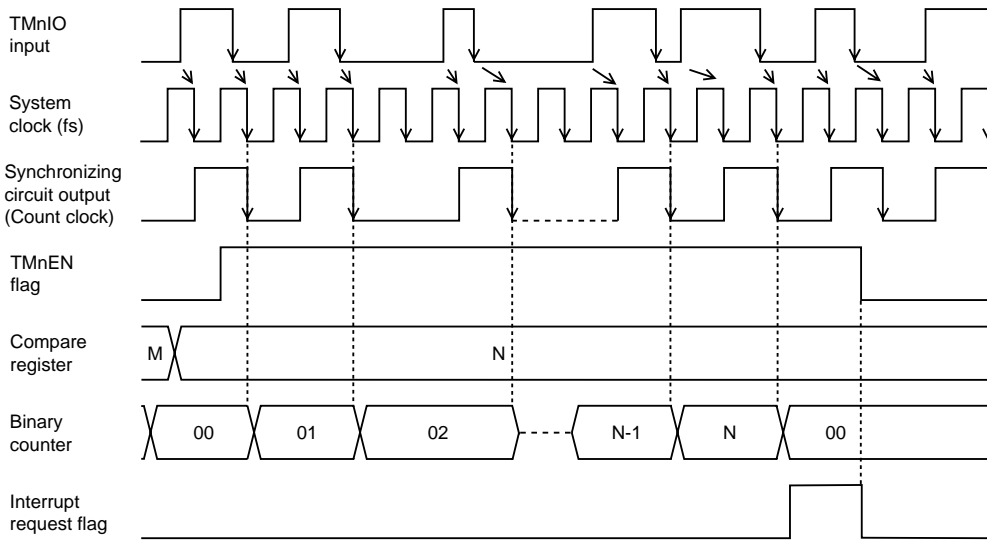 TMnIO
input
System
clock (fs)
Synchronizing
circuit output
(Count clock)
TMnEN
flag
Compare
register
M
N
Binary
counter
00
01
02
N-1
N
00
Interrupt
request flag